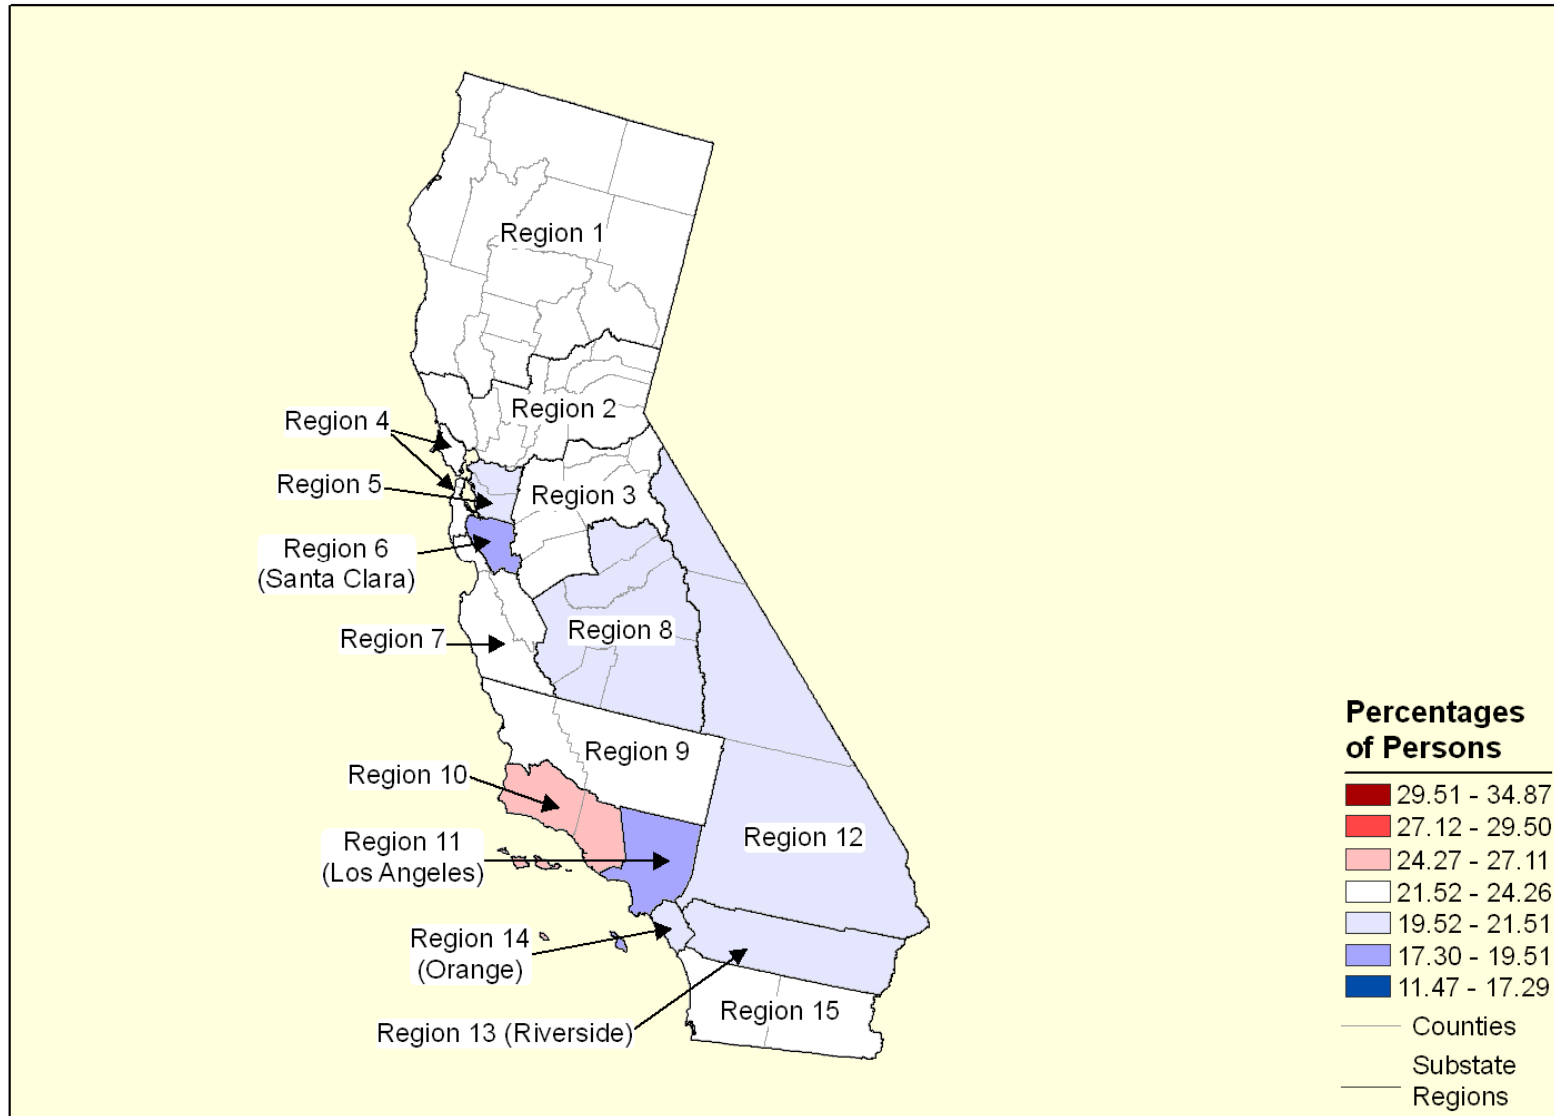 Region 1
Region 2
Region 4
Region 5
Region 3
Region 6
(Santa Clara)
Region 7
Region 8
Region 9
Region 10
Region 11
(Los Angeles)
Region 12
Region 14
(Orange)
Region 15
Region 13 (Riverside)
Percentages
of Persons
29.51 - 34.87
27.12 - 29.50
24.27 - 27.11
21.52 - 24.26
19.52 - 21.51
17.30 - 19.51
11.47 - 17.29
Counties
Substate
Regions